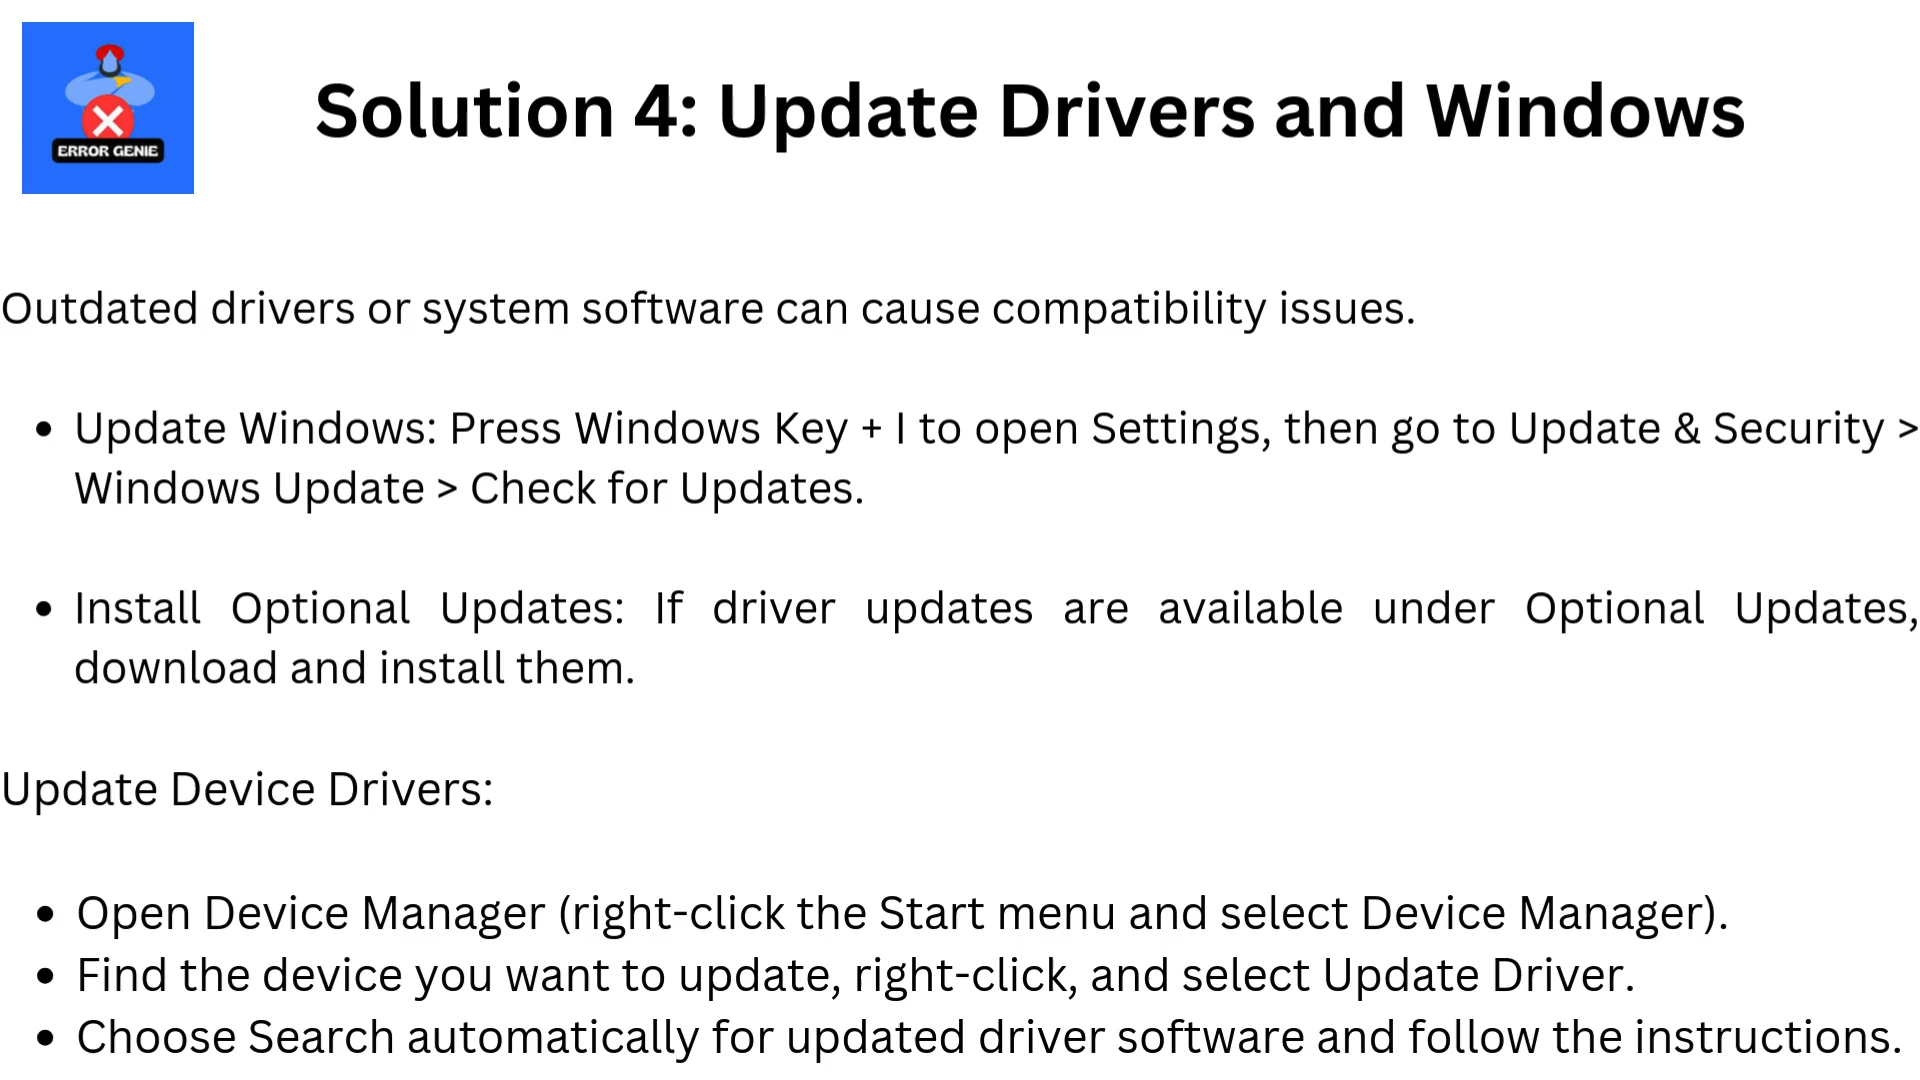 ERROR GENIE
Solution 4: Update Drivers and Windows
Outdated drivers or system software can cause compatibility issues.
• Update Windows: Press Windows Key + I to open Settings, then go to Update & Security >
Windows Update > Check for Updates.
• Install Optional Updates: If driver updates are available under Optional Updates,
download and install them.
Update Device Drivers:
• Open Device Manager (right-click the Start menu and select Device Manager).
• Find the device you want to update, right-click, and select Update Driver.
• Choose Search automatically for updated driver software and follow the instructions.